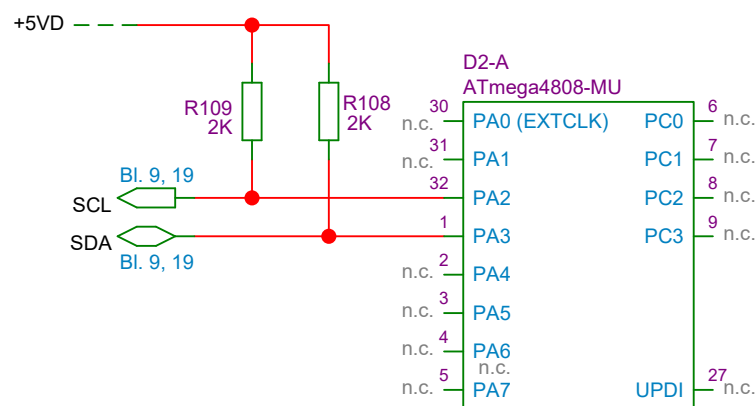 +5VD
D2-A
ATmega4808-MU
R109
2K
R108
2K
30
n.c.
PA0 (EXTCLK)
PC0
6
n.c.
31
n.c.
PA1
PC1
7
n.c.
Bl. 9, 19
SCL
32
PA2
PC2
8
n.c.
SDA
Bl. 9, 19
1
PA3
PC3
9
n.c.
2
n.c.
PA4
3
n.c.
PA5
4
n.c.
PA6
n.c.
5
n.c.
PA7
UPDI
27
n.c.